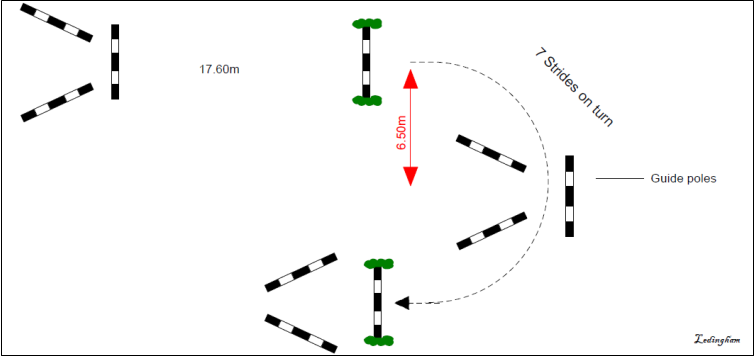 17.60m
7 Strides on turn
6.50m
Guide poles
Ledingham